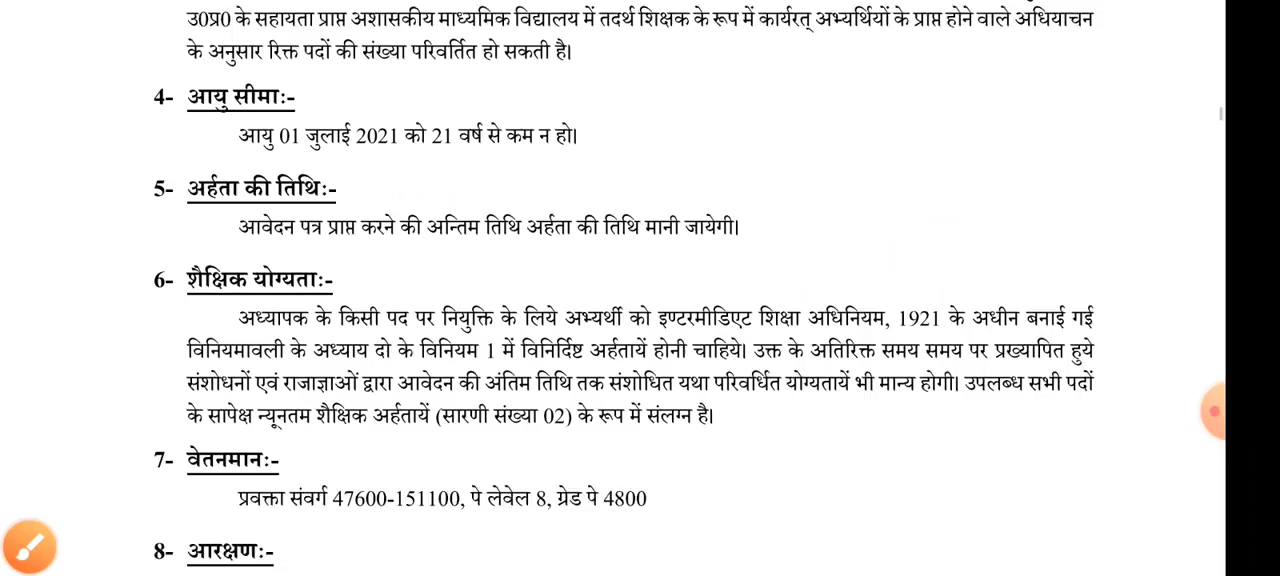 उ0प्र0 के सहायता प्राप्त अशासकीय माध्यमिक विद्यालय में तदर्थ शिक्षक के रूप में कार्यरत् अभ्यर्थियों के प्राप्त होने वाले अधियाचन
के अनुसार रिक्त पदों की संख्या परिवर्तित हो सकती है।
4- आयु सीमाः-
आयु 01 जुलाई 2021 को 21 वर्ष से कम न हो।
5- अर्हता की तिथिः-
आवेदन पत्र प्राप्त करने की अन्तिम तिथि अर्हता की तिथि मानी जायेगी।
6- शैक्षिक योग्यताः-
अध्यापक के किसी पद पर नियुक्ति के लिये अभ्यर्थी को इण्टरमीडिएट शिक्षा अधिनियम, 1921 के अधीन बनाई गई
विनियमावली के अध्याय दो के विनियम 1 में विनिर्दिष्ट अर्हतायें होनी चाहिये। उक्त के अतिरिक्त समय समय पर प्रख्यापित हुये
संशोधनों एवं राजाज्ञाओं द्वारा आवेदन की अंतिम तिथि तक संशोधित यथा परिवर्धित योग्यतायें भी मान्य होगी। उपलब्ध सभी पदों
के सापेक्ष न्यूनतम शैक्षिक अर्हतायें (सारणी संख्या 02) के रूप में संलग्न है।
7- वेतनमानः-
प्रवक्ता संवर्ग 47600-151100, पे लेवेल 8, ग्रेड पे 4800
8- आरक्षणः-